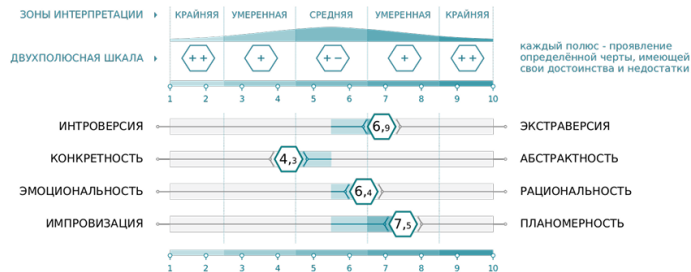 ЗОНЫ ИНТЕРПРЕТАЦИИ КРАЙНЯЯ УМЕРЕННАЯ СРЕДНЯЯ УМЕРЕННАЯ КРАЙНЯЯ
ДВУХПОЛЮСНАЯ ШКАЛА ++ + +− + ++
каждый полюс - проявление
определённой черты, имеющей
свои достоинства и недостатки
1 2 3 4 5 6 7 8 9 10
ИНТРОВЕРСИЯ 6,9 ЭКСТРАВЕРСИЯ
КОНКРЕТНОСТЬ 4,3 АБСТРАКТНОСТЬ
ЭМОЦИОНАЛЬНОСТЬ 6,4 РАЦИОНАЛЬНОСТЬ
ИМПРОВИЗАЦИЯ 7,5 ПЛАНОМЕРНОСТЬ
1 2 3 4 5 6 7 8 9 10